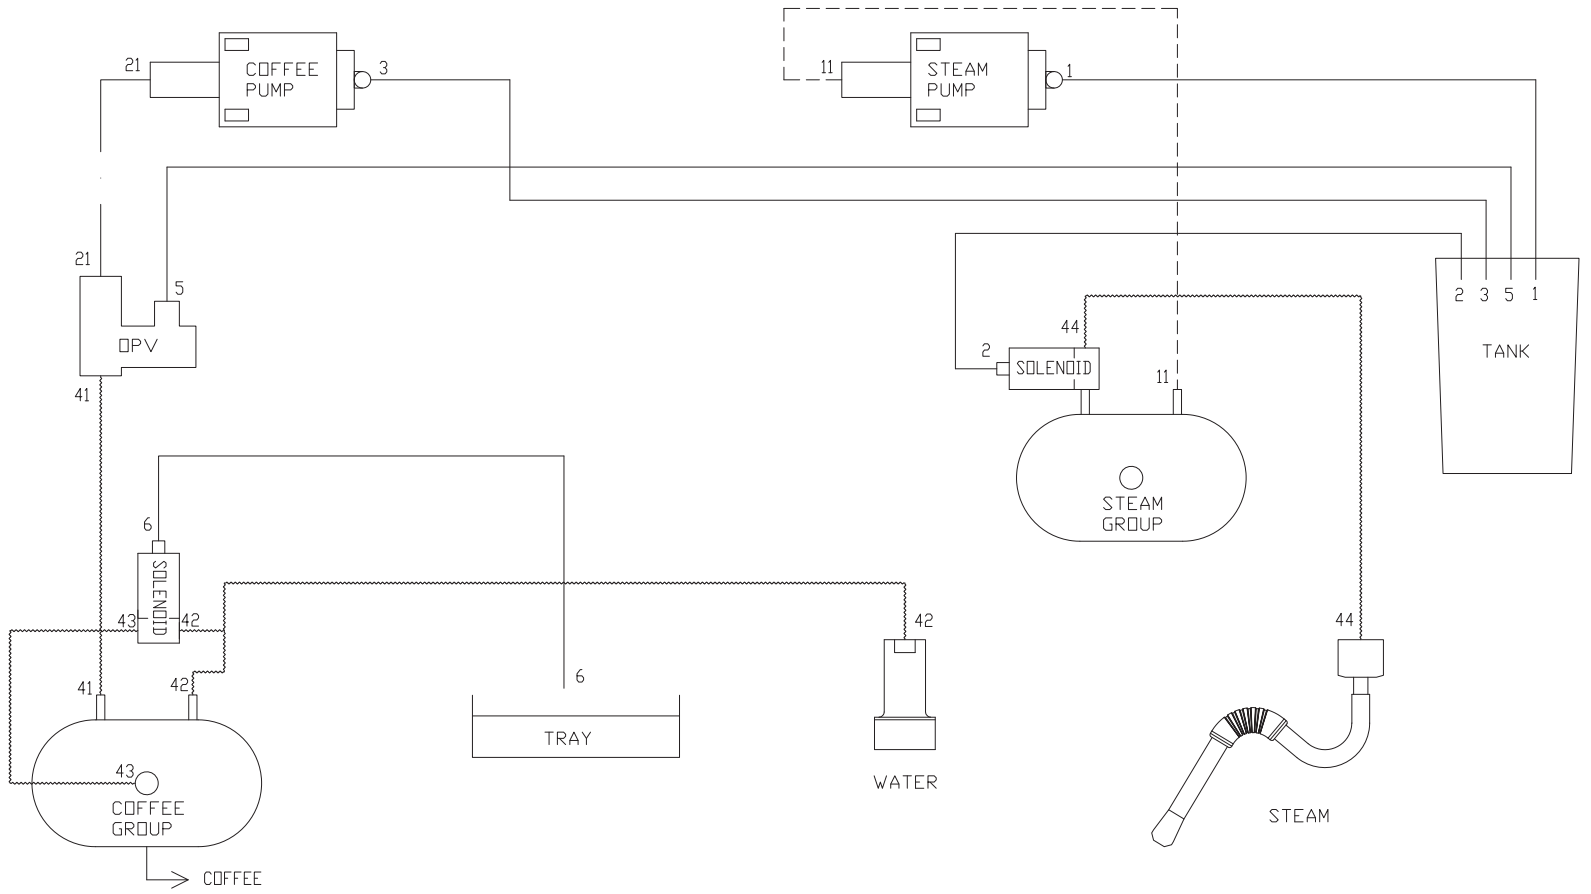 21
COFFEE
PUMP
3
11
STEAM
PUMP
1
21
5
OPV
41
2
3
5
1
TANK
44
2
SOLENOID
11
STEAM
GROUP
6
SOLENOID
43
42
42
44
41
42
6
TRAY
43
COFFEE
GROUP
WATER
STEAM
COFFEE